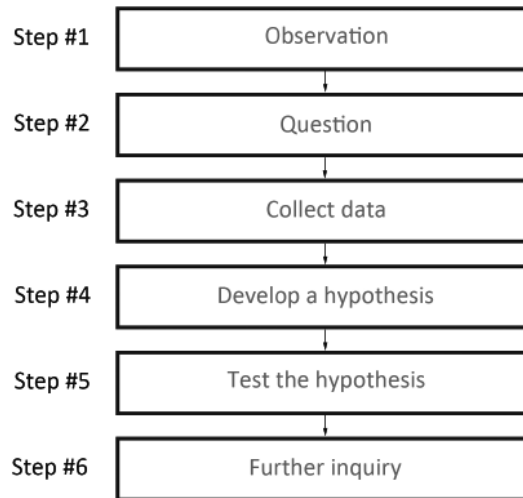 Step #1 Observation
Step #2 Question
Step #3 Collect data
Step #4 Develop a hypothesis
Step #5 Test the hypothesis
Step #6 Further inquiry